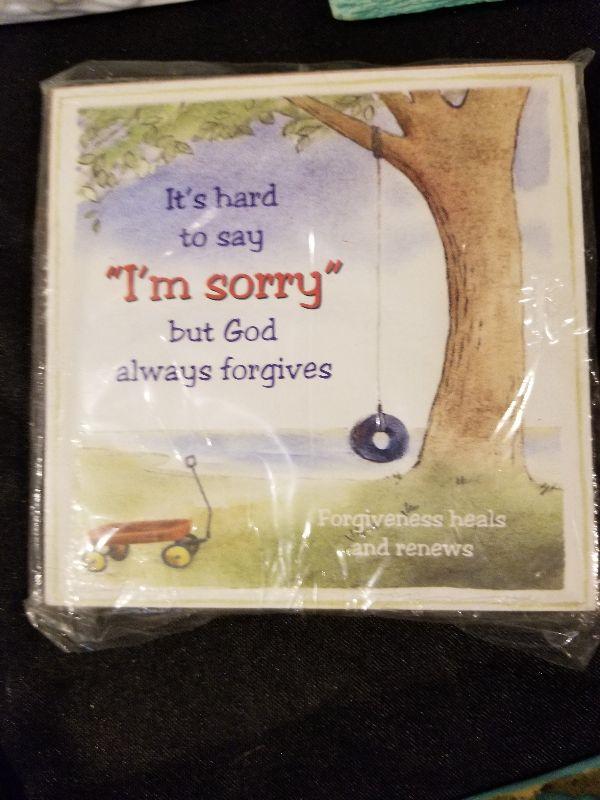 It's hard
to say
"I'm sorry"
but God
always forgives
Forgiveness heals
and renews